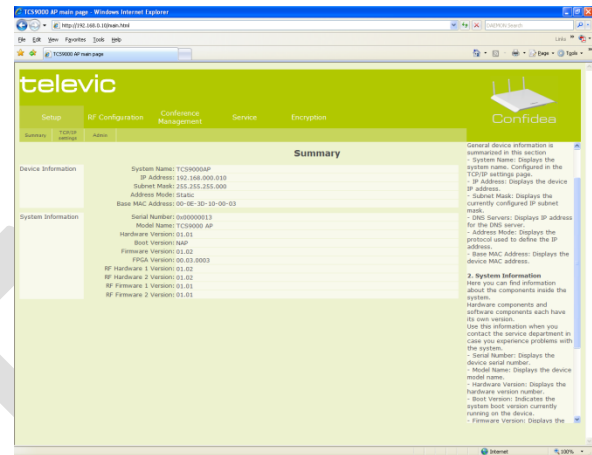 TCS9000 AP main page - Windows Internet Explorer
http://192.168.0.10/main.html
File Edit View Favorites Tools Help
Links
TCS9000 AP main page
Page Tools
televic
Confidea
Setup RF Configuration Conference Management Service Encryption
Summary TCP/IP settings Admin
Summary
Device Information
System Name: TCS9000AP
IP Address: 192.168.000.010
Subnet Mask: 255.255.255.000
Address Mode: Static
Base MAC Address: 00-0E-3D-10-00-03
System Information
Serial Number: 0x00000013
Model Name: TCS9000 AP
Hardware Version: 01.01
Boot Version: NAP
Firmware Version: 01.02
FPGA Version: 00.03.0003
RF Hardware 1 Version: 01.02
RF Hardware 2 Version: 01.02
RF Firmware 1 Version: 01.01
RF Firmware 2 Version: 01.01
General device information is
summarized in this section
- System Name: Displays the
system name. Configured in the
TCP/IP settings page.
- IP Address: Displays the device
IP address.
- Subnet Mask: Displays the
currently configured IP subnet
mask.
- DNS Servers: Displays IP address
for the DNS server.
- Address Mode: Displays the
protocol used to define the IP
address.
- Base MAC Address: Displays the
device MAC address.
2. System Information
Here you can find information
about the components inside the
system.
Hardware components and
software components each have
its own version.
Use this information when you
contact the service department in
case you experience problems with
the system.
- Serial Number: Displays the
device serial number.
- Model Name: Displays the device
model name.
- Hardware Version: Displays the
hardware version number.
- Boot Version: Indicates the
system boot version currently
running on the device.
- Firmware Version: Displays the
Internet 100%